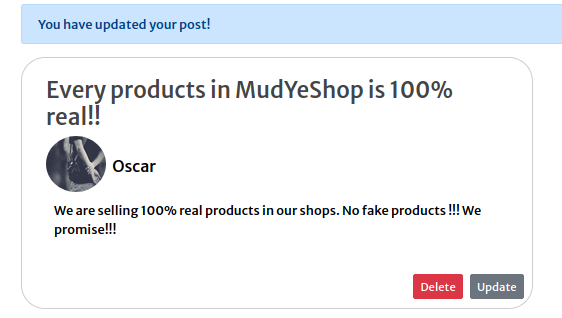 You have updated your post!
Every products in MudYeShop is 100%
real!!
Oscar
We are selling 100% real products in our shops. No fake products !!! We
promise!!!
Delete
Update